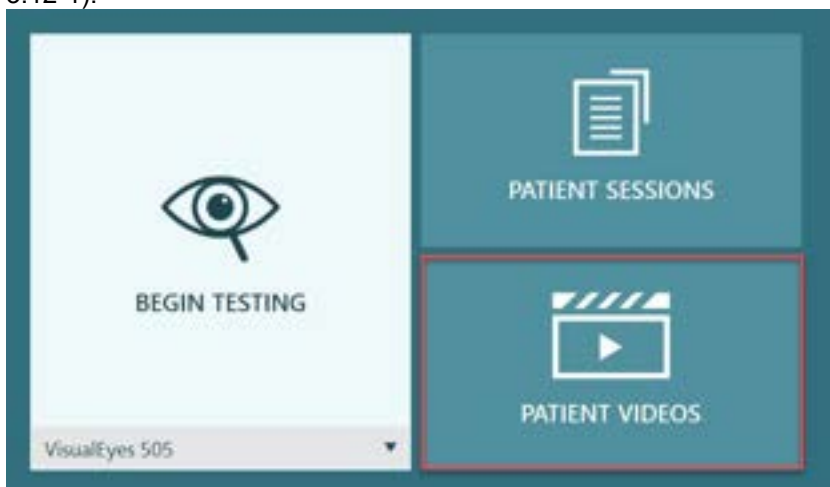 PATIENT SESSIONS
BEGIN TESTING
PATIENT VIDEOS
VisualEyes 505